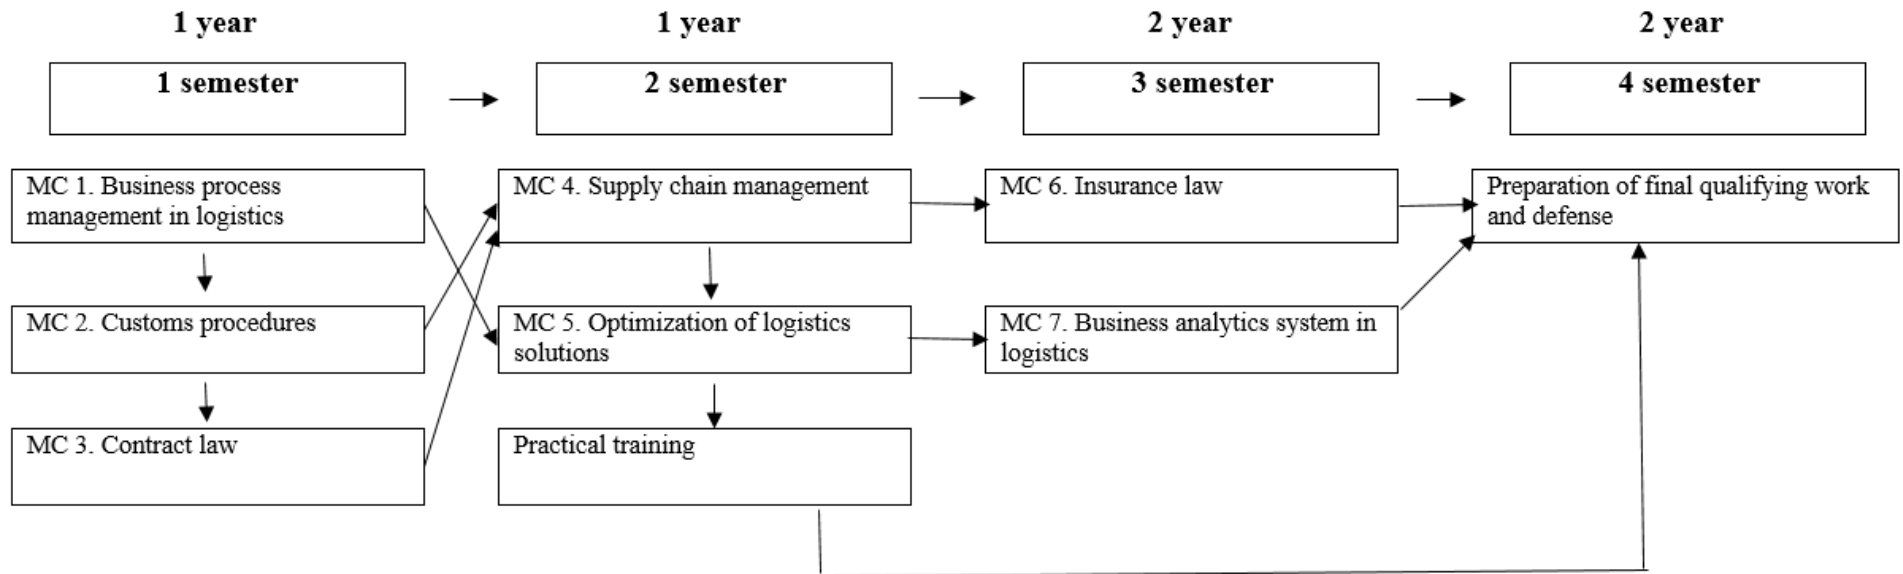 1 year
1 year
2 year
2 year
1 semester
2 semester
3 semester
4 semester
MC 1. Business process
management in logistics
MC 4. Supply chain management
MC 6. Insurance law
Preparation of final qualifying work
and defense
MC 2. Customs procedures
MC 5. Optimization of logistics
solutions
MC 7. Business analytics system in
logistics
MC 3. Contract law
Practical training